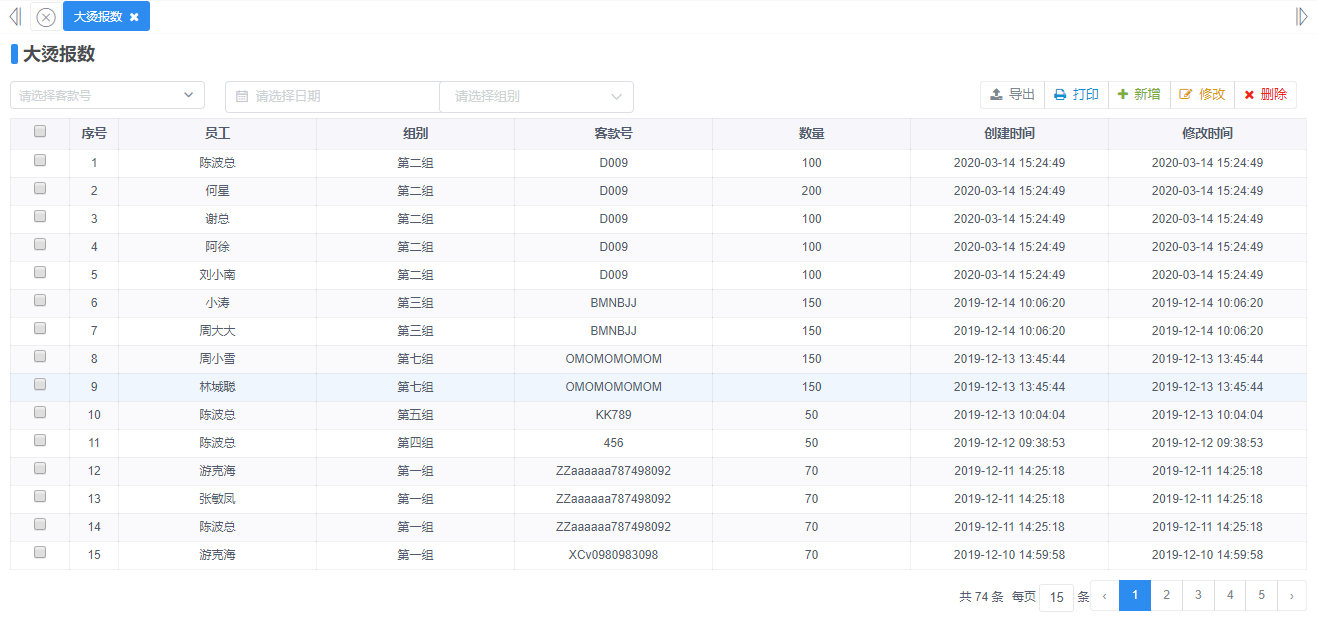 大烫报数
大烫报数
请选择客款号 请选择日期 请选择组别 导出 打印 新增 修改 删除
序号 员工 组别 客款号 数量 创建时间 修改时间
1 陈波总 第二组 D009 100 2020-03-14 15:24:49 2020-03-14 15:24:49
2 何星 第二组 D009 200 2020-03-14 15:24:49 2020-03-14 15:24:49
3 谢总 第二组 D009 100 2020-03-14 15:24:49 2020-03-14 15:24:49
4 阿徐 第二组 D009 100 2020-03-14 15:24:49 2020-03-14 15:24:49
5 刘小南 第二组 D009 100 2020-03-14 15:24:49 2020-03-14 15:24:49
6 小涛 第三组 BMNBJJ 150 2019-12-14 10:06:20 2019-12-14 10:06:20
7 周大大 第三组 BMNBJJ 150 2019-12-14 10:06:20 2019-12-14 10:06:20
8 周小雪 第七组 OMOMOMOMOM 150 2019-12-13 13:45:44 2019-12-13 13:45:44
9 林城聪 第七组 OMOMOMOMOM 150 2019-12-13 13:45:44 2019-12-13 13:45:44
10 陈波总 第五组 KK789 50 2019-12-13 10:04:04 2019-12-13 10:04:04
11 陈波总 第四组 456 50 2019-12-12 09:38:53 2019-12-12 09:38:53
12 游克海 第一组 ZZaaaaaa787498092 70 2019-12-11 14:25:18 2019-12-11 14:25:18
13 张敏凤 第一组 ZZaaaaaa787498092 70 2019-12-11 14:25:18 2019-12-11 14:25:18
14 陈波总 第一组 ZZaaaaaa787498092 70 2019-12-11 14:25:18 2019-12-11 14:25:18
15 游克海 第一组 XCv0980983098 70 2019-12-10 14:59:58 2019-12-10 14:59:58
共 74 条 每页 15 条 ‹ 1 2 3 4 5 ›